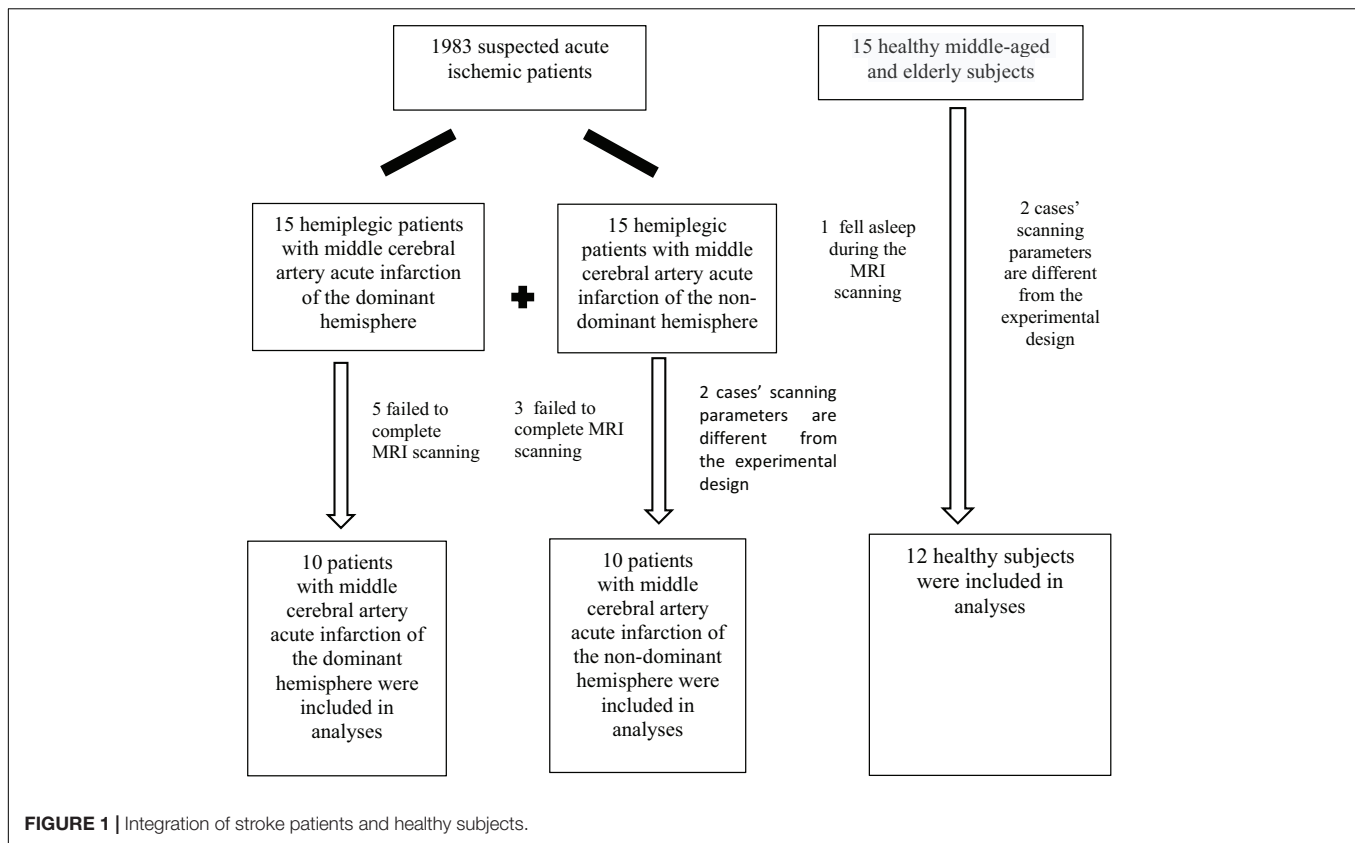 1983 suspected acute
ischemic patients
15 healthy middle-aged
and elderly subjects
15 hemiplegic patients
with middle cerebral
artery acute infarction
of the dominant
hemisphere
15 hemiplegic
patients with middle
cerebral artery acute
infarction of the non-
dominant hemisphere
1 fell asleep
during the
MRI
scanning
2 cases’
scanning
parameters
are different
from the
experimental
design
5 failed to
complete
MRI scanning
3 failed to
complete MRI
scanning
2 cases’ scanning
parameters are
different from
the experimental
design
10 patients
with middle
cerebral artery
acute infarction of
the dominant
hemisphere were
included in
analyses
10 patients
with middle
cerebral artery
acute infarction of
the non-dominant
hemisphere were
included in
analyses
12 healthy subjects
were included in
analyses
FIGURE 1 | Integration of stroke patients and healthy subjects.